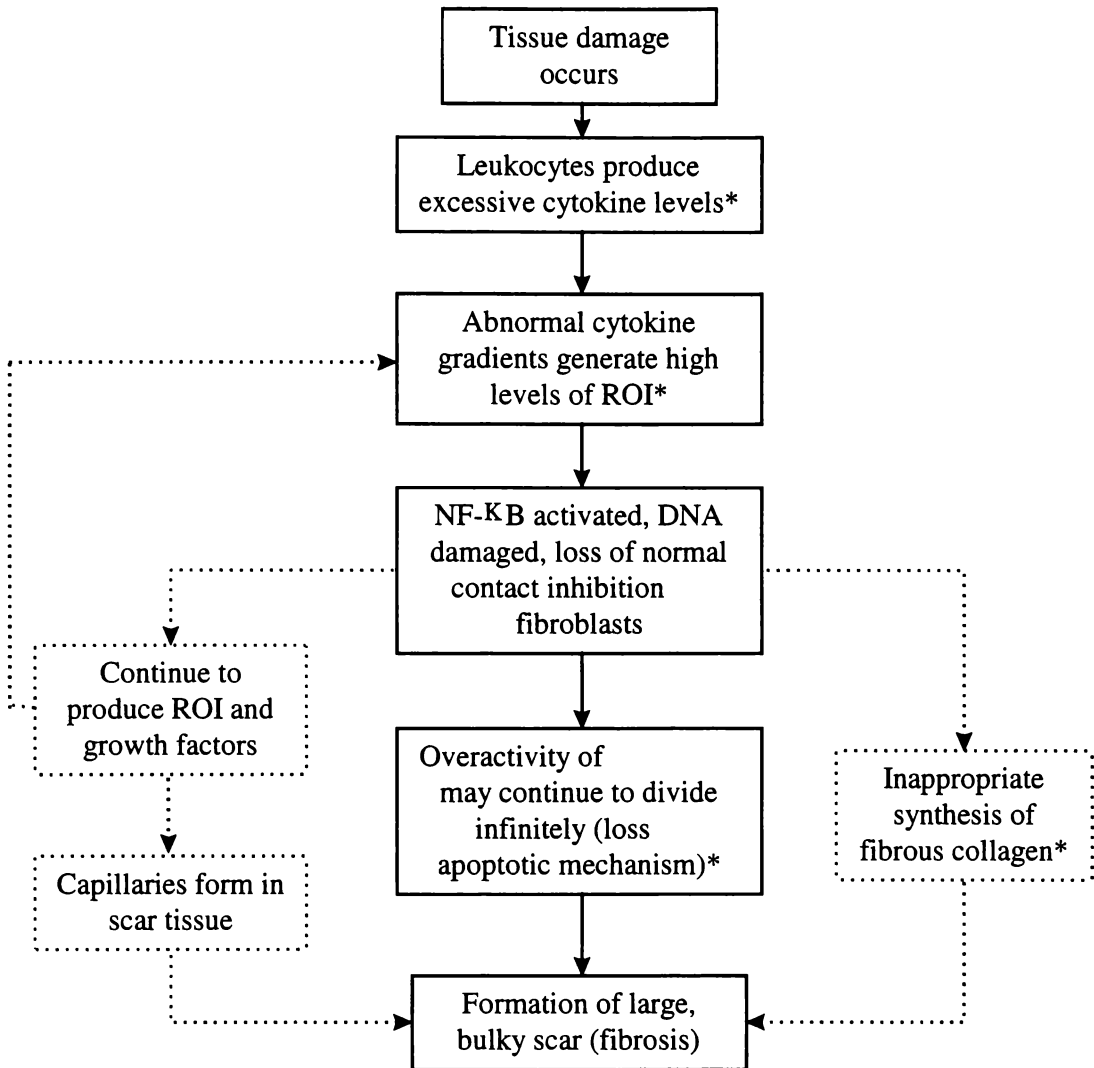 Tissue damage
occurs
Leukocytes produce
excessive cytokine levels*
Abnormal cytokine
gradients generate high
levels of ROI*
NF-κB activated, DNA
damaged, loss of normal
contact inhibition
fibroblasts
Continue to
produce ROI and
growth factors
Overactivity of
may continue to divide
infinitely (loss
apoptotic mechanism)*
Inappropriate
synthesis of
fibrous collagen*
Capillaries form in
scar tissue
Formation of large,
bulky scar (fibrosis)